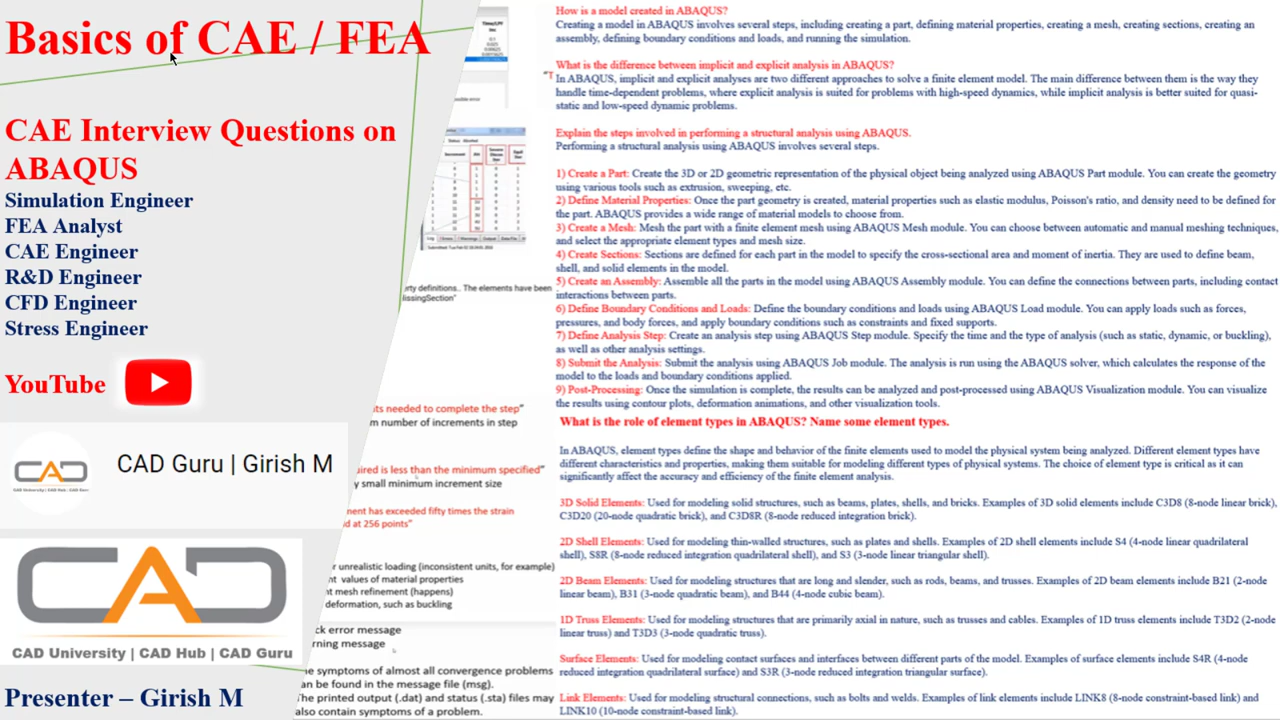 Basics of CAE / FEA
CAE Interview Questions on
ABAQUS
Simulation Engineer
FEA Analyst
CAE Engineer
R&D Engineer
CFD Engineer
Stress Engineer
YouTube
CAD
CAD University | CAD Hub | CAD Guru
CAD Guru | Girish M
CAD
CAD University | CAD Hub | CAD Guru
Presenter – Girish M
ssible error
rty definitions.. The elements have been
lissingSection"
its needed to complete the step"
m number of increments in step
uired is less than the minimum specified"
y small minimum increment size
nent has exceeded fifty times the strain
d at 256 points"
r unrealistic loading (inconsistent units, for example)
nt values of material properties
nt mesh refinement (happens)
deformation, such as buckling
ck error message
rning message
e symptoms of almost all convergence problems
an be found in the message file (msg).
he printed output (.dat) and status (.sta) files may
also contain symptoms of a problem.
How is a model created in ABAQUS?
Creating a model in ABAQUS involves several steps, including creating a part, defining material properties, creating a mesh, creating sections, creating an
assembly, defining boundary conditions and loads, and running the simulation.
What is the difference between implicit and explicit analysis in ABAQUS?
In ABAQUS, implicit and explicit analyses are two different approaches to solve a finite element model. The main difference between them is the way they
handle time-dependent problems, where explicit analysis is suited for problems with high-speed dynamics, while implicit analysis is better suited for quasi-
static and low-speed dynamic problems.
Explain the steps involved in performing a structural analysis using ABAQUS.
Performing a structural analysis using ABAQUS involves several steps.
1) Create a Part: Create the 3D or 2D geometric representation of the physical object being analyzed using ABAQUS Part module. You can create the geometry
using various tools such as extrusion, sweeping, etc.
2) Define Material Properties: Once the part geometry is created, material properties such as elastic modulus, Poisson's ratio, and density need to be defined for
the part. ABAQUS provides a wide range of material models to choose from.
3) Create a Mesh: Mesh the part with a finite element mesh using ABAQUS Mesh module. You can choose between automatic and manual meshing techniques,
and select the appropriate element types and mesh size.
4) Create Sections: Sections are defined for each part in the model to specify the cross-sectional area and moment of inertia. They are used to define beam,
shell, and solid elements in the model.
5) Create an Assembly: Assemble all the parts in the model using ABAQUS Assembly module. You can define the connections between parts, including contact
interactions between parts.
6) Define Boundary Conditions and Loads: Define the boundary conditions and loads using ABAQUS Load module. You can apply loads such as forces,
pressures, and body forces, and apply boundary conditions such as constraints and fixed supports.
7) Define Analysis Step: Create an analysis step using ABAQUS Step module. Specify the time and the type of analysis (such as static, dynamic, or buckling),
as well as other analysis settings.
8) Submit the Analysis: Submit the analysis using ABAQUS Job module. The analysis is run using the ABAQUS solver, which calculates the response of the
model to the loads and boundary conditions applied.
9) Post-Processing: Once the simulation is complete, the results can be analyzed and post-processed using ABAQUS Visualization module. You can visualize
the results using contour plots, deformation animations, and other visualization tools.
What is the role of element types in ABAQUS? Name some element types.
In ABAQUS, element types define the shape and behavior of the finite elements used to model the physical system being analyzed. Different element types have
different characteristics and properties, making them suitable for modeling different types of physical systems. The choice of element type is critical as it can
significantly affect the accuracy and efficiency of the finite element analysis.
3D Solid Elements: Used for modeling solid structures, such as beams, plates, shells, and bricks. Examples of 3D solid elements include C3D8 (8-node linear brick),
C3D20 (20-node quadratic brick), and C3D8R (8-node reduced integration brick).
2D Shell Elements: Used for modeling thin-walled structures, such as plates and shells. Examples of 2D shell elements include S4 (4-node linear quadrilateral
shell), S8R (8-node reduced integration quadrilateral shell), and S3 (3-node linear triangular shell).
2D Beam Elements: Used for modeling structures that are long and slender, such as rods, beams, and trusses. Examples of 2D beam elements include B21 (2-node
linear beam), B31 (3-node quadratic beam), and B44 (4-node cubic beam).
1D Truss Elements: Used for modeling structures that are primarily axial in nature, such as trusses and cables. Examples of 1D truss elements include T3D2 (2-node
linear truss) and T3D3 (3-node quadratic truss).
Surface Elements: Used for modeling contact surfaces and interfaces between different parts of the model. Examples of surface elements include S4R (4-node
reduced integration quadrilateral surface) and S3R (3-node reduced integration triangular surface).
Link Elements: Used for modeling structural connections, such as bolts and welds. Examples of link elements include LINK8 (8-node constraint-based link) and
LINK10 (10-node constraint-based link).